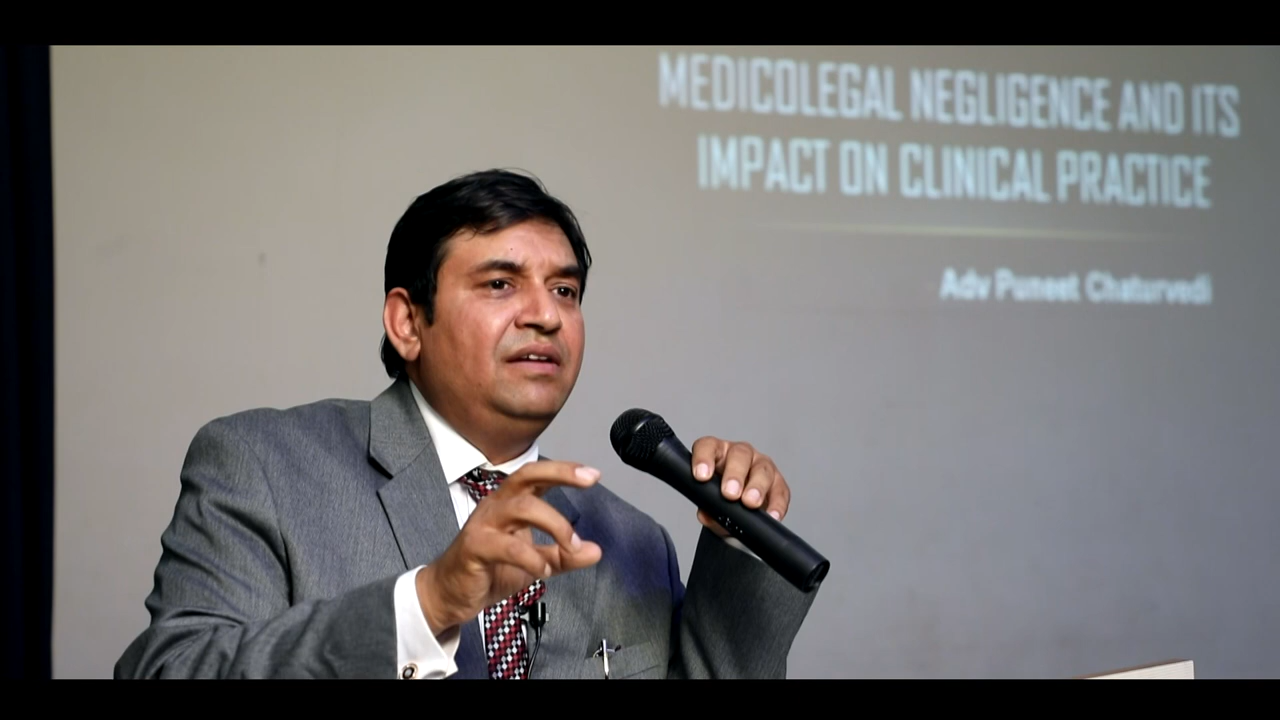 MEDICOLEGAL NEGLIGENCE AND ITS
IMPACT ON CLINICAL PRACTICE
Adv Puneet Chaturvedi